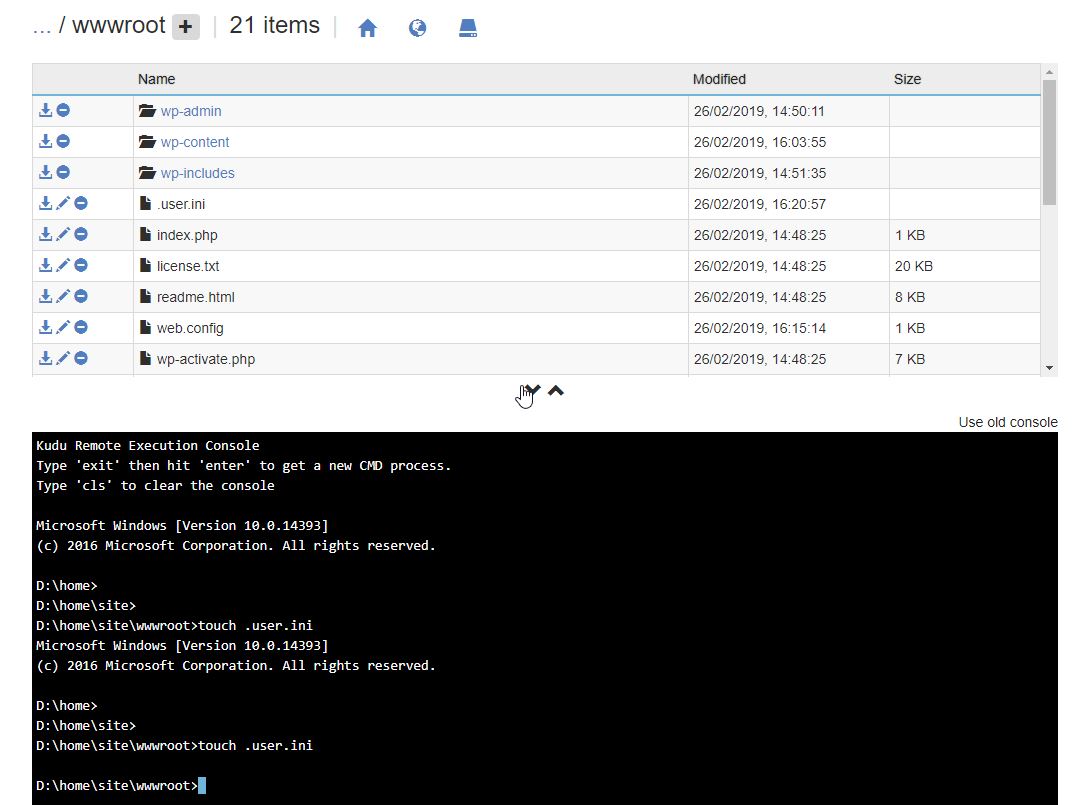 ... / wwwroot + | 21 items |
Name Modified Size
wp-admin 26/02/2019, 14:50:11
wp-content 26/02/2019, 16:03:55
wp-includes 26/02/2019, 14:51:35
.user.ini 26/02/2019, 16:20:57
index.php 26/02/2019, 14:48:25 1 KB
license.txt 26/02/2019, 14:48:25 20 KB
readme.html 26/02/2019, 14:48:25 8 KB
web.config 26/02/2019, 16:15:14 1 KB
wp-activate.php 26/02/2019, 14:48:25 7 KB
Use old console
Kudu Remote Execution Console
Type 'exit' then hit 'enter' to get a new CMD process.
Type 'cls' to clear the console
Microsoft Windows [Version 10.0.14393]
(c) 2016 Microsoft Corporation. All rights reserved.
D:\home>
D:\home\site>
D:\home\site\wwwroot>touch .user.ini
Microsoft Windows [Version 10.0.14393]
(c) 2016 Microsoft Corporation. All rights reserved.
D:\home>
D:\home\site>
D:\home\site\wwwroot>touch .user.ini
D:\home\site\wwwroot>